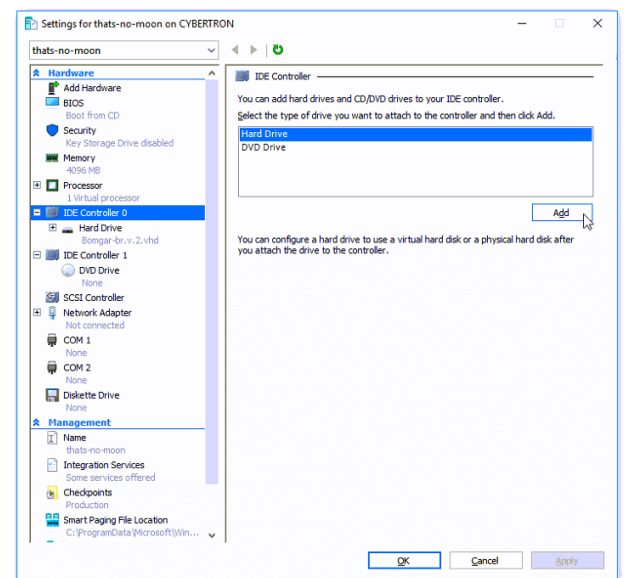 Settings for thats-no-moon on CYBERTRON
thats-no-moon
Hardware
Add Hardware
BIOS
Boot from CD
Security
Key Storage Drive disabled
Memory
4096 MB
Processor
1 Virtual processor
IDE Controller 0
Hard Drive
Bomgar-br.v.2.vhd
IDE Controller 1
DVD Drive
None
SCSI Controller
Network Adapter
Not connected
COM 1
None
COM 2
None
Diskette Drive
None
Management
Name
thats-no-moon
Integration Services
Some services offered
Checkpoints
Production
Smart Paging File Location
C:\ProgramData\Microsoft\Win...
IDE Controller
You can add hard drives and CD/DVD drives to your IDE controller.
Select the type of drive you want to attach to the controller and then click Add.
Hard Drive
DVD Drive
Add
You can configure a hard drive to use a virtual hard disk or a physical hard disk after
you attach the drive to the controller.
OK
Cancel
Apply